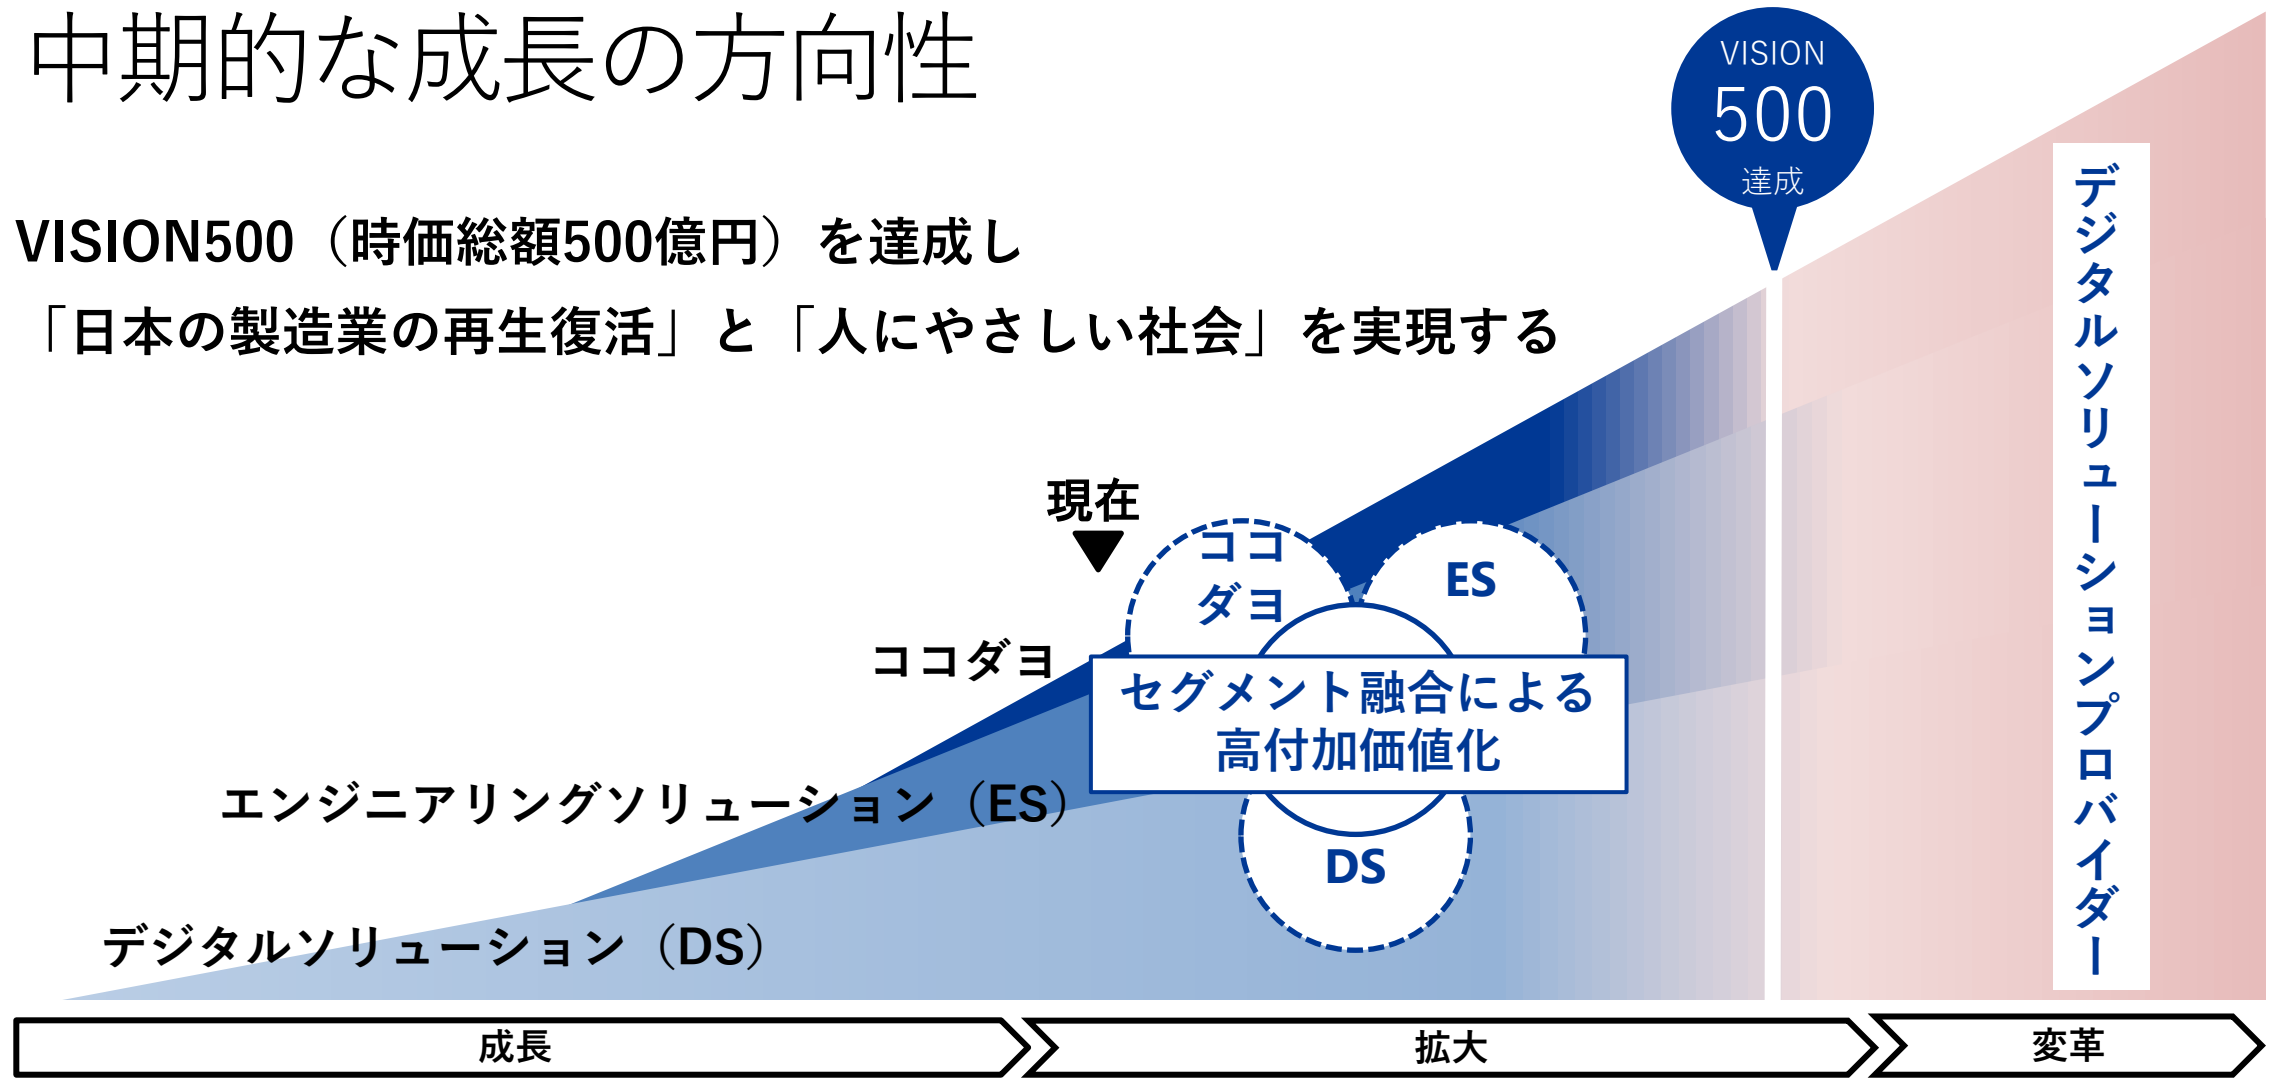 中期的な成長の方向性
VISION
500
達成
VISION500（時価総額500億円）を達成し
「日本の製造業の再生復活」と「人にやさしい社会」を実現する
現在
ココ
ダヨ
ES
ココダヨ
セグメント融合による
高付加価値化
エンジニアリングソリューション（ES）
DS
デジタルソリューション（DS）
デジタルソリューションプロバイダー
成長
拡大
変革